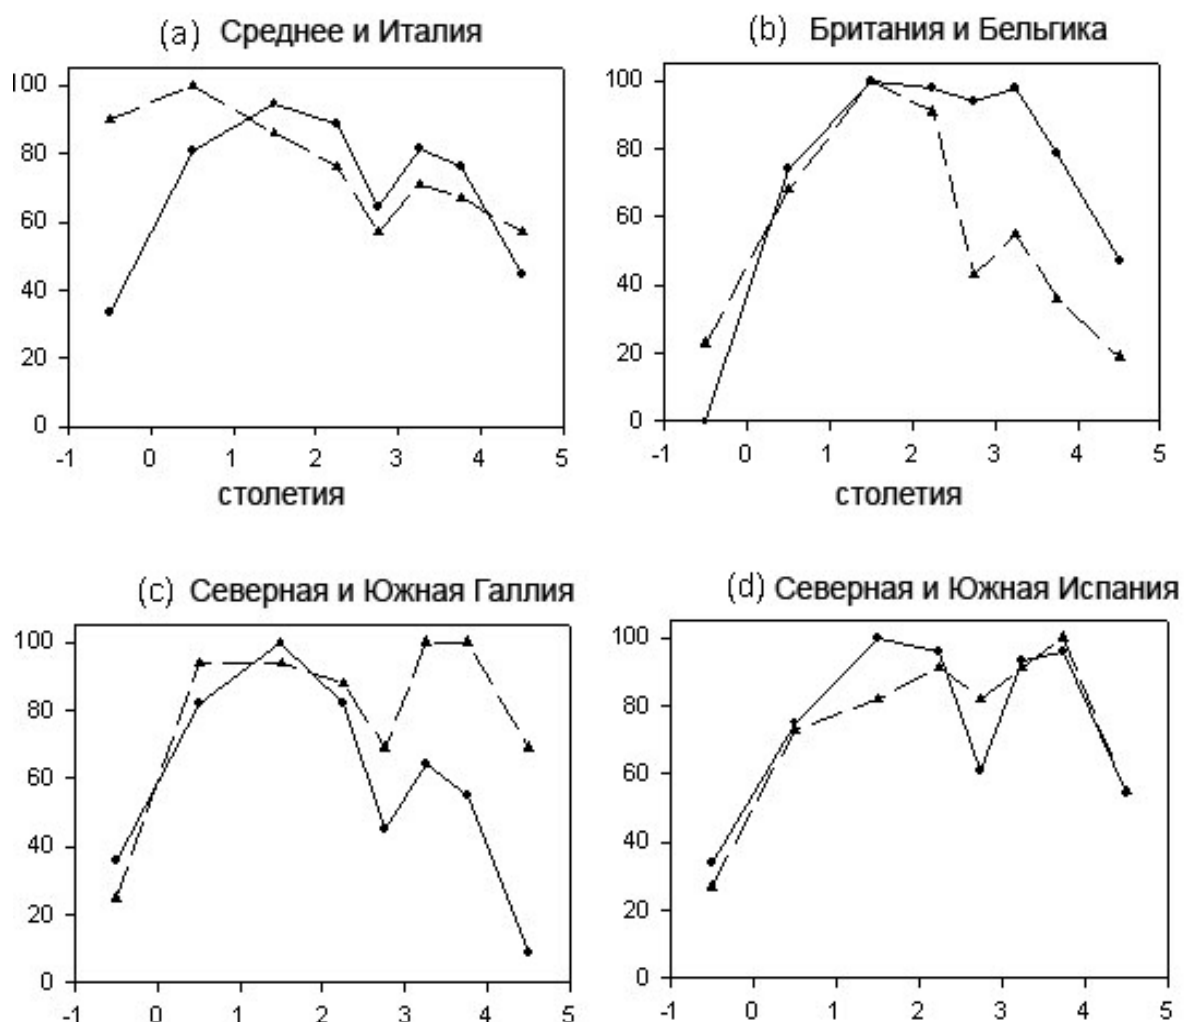 (a) Среднее и Италия
100
80
60
40
20
0
-1 0 1 2 3 4 5
столетия
(b) Британия и Бельгика
100
80
60
40
20
0
-1 0 1 2 3 4 5
столетия
(c) Северная и Южная Галлия
100
80
60
40
20
0
-1 0 1 2 3 4 5
(d) Северная и Южная Испания
100
80
60
40
20
0
-1 0 1 2 3 4 5